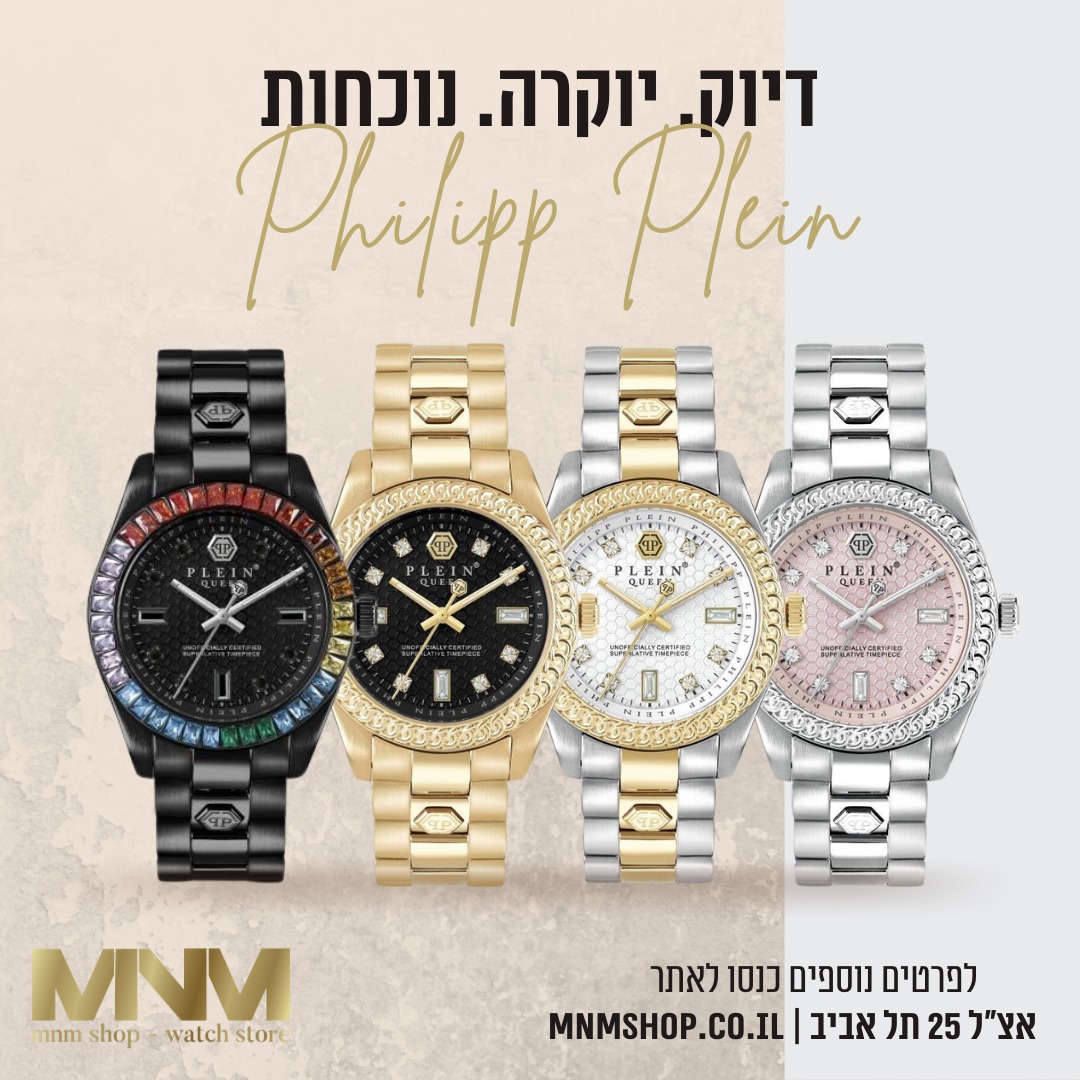 דיוק. יוקרה. נוכחות
Philipp Plein
PLEIN
PLEIN®
QUEEN
PLEIN®
QUEEN
PLEIN®
QUEEN
UNOFFICIALLY CERTIFIED
SUPERLATIVE TIMEPIECE
UNOFFICIALLY CERTIFIED
SUPERLATIVE TIMEPIECE
UNOFFICIALLY CERTIFIED
SUPERLATIVE TIMEPIECE
UNOFFICIALLY CERTIFIED
SUPERLATIVE TIMEPIECE
MNM
mnm shop - watch store
לפרטים נוספים כנסו לאתר
אצ"ל 25 תל אביב | MNMSHOP.CO.IL